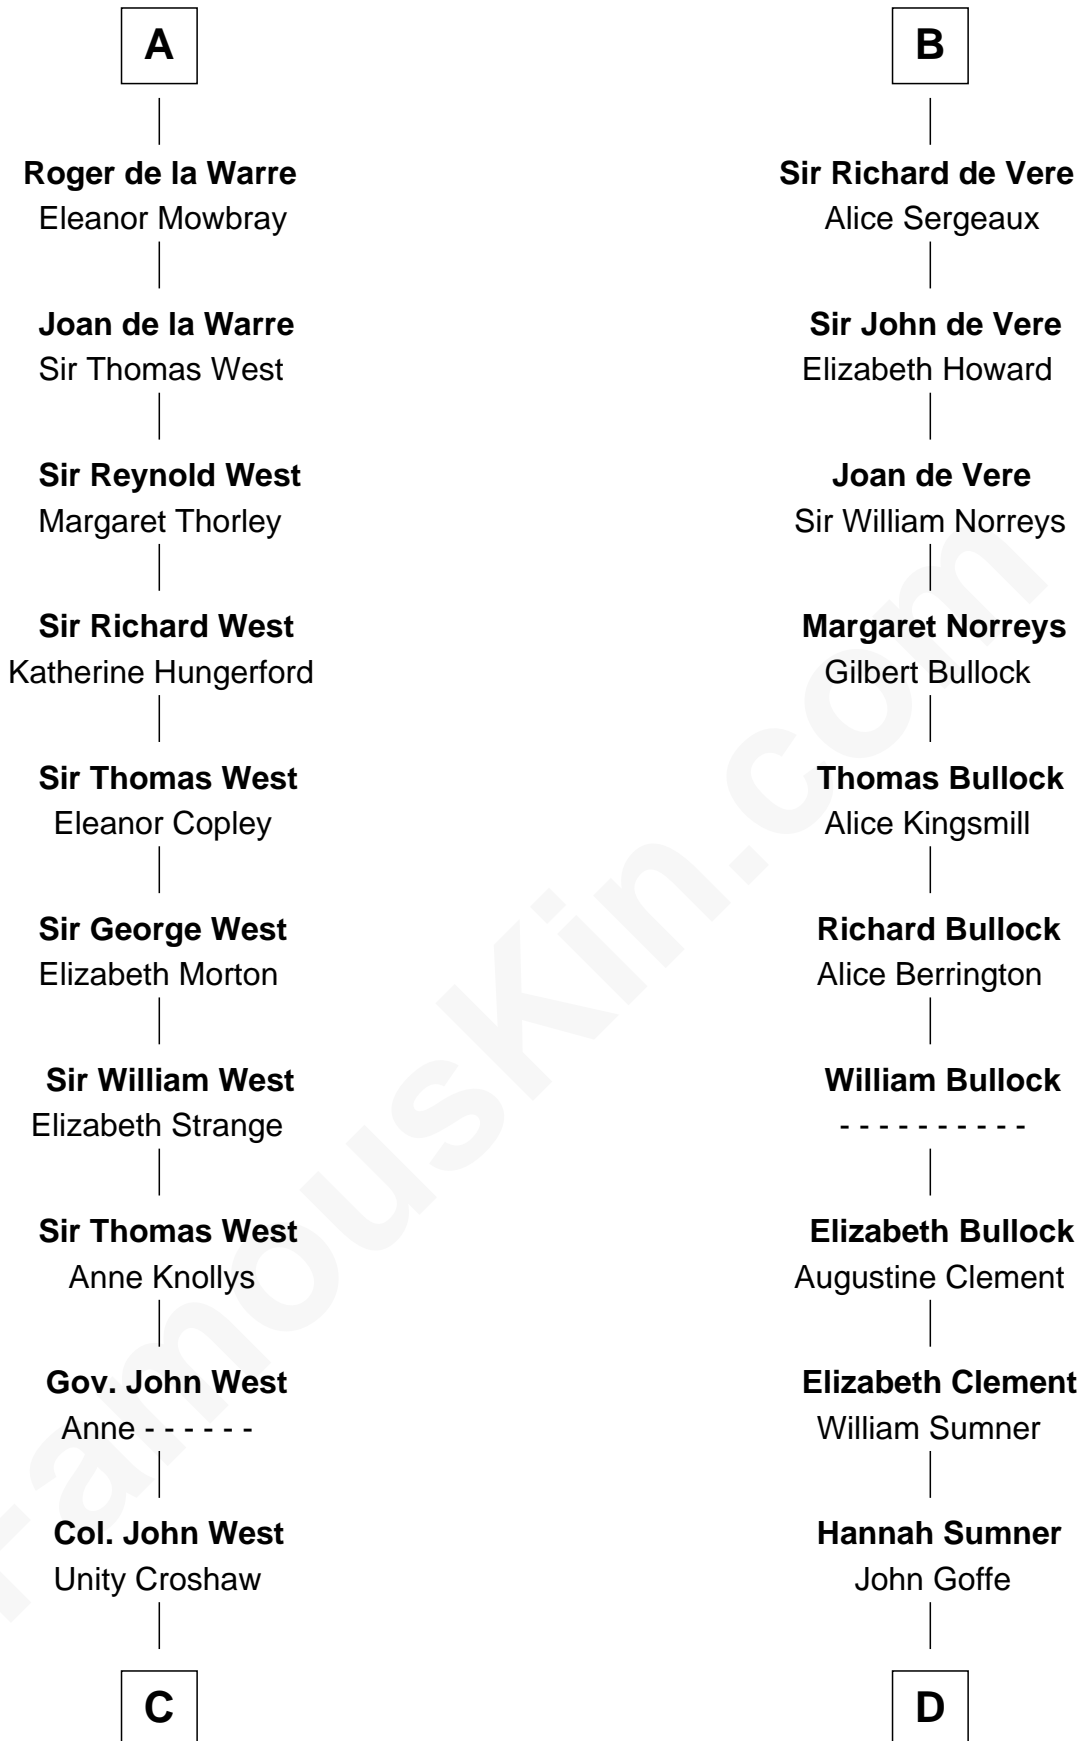 A
Roger de la Warre
Eleanor Mowbray
Joan de la Warre
Sir Thomas West
Sir Reynold West
Margaret Thorley
Sir Richard West
Katherine Hungerford
Sir Thomas West
Eleanor Copley
Sir George West
Elizabeth Morton
Sir William West
Elizabeth Strange
Sir Thomas West
Anne Knollys
Gov. John West
Anne - - - - - -
Col. John West
Unity Croshaw
C
B
Sir Richard de Vere
Alice Sergeaux
Sir John de Vere
Elizabeth Howard
Joan de Vere
Sir William Norreys
Margaret Norreys
Gilbert Bullock
Thomas Bullock
Alice Kingsmill
Richard Bullock
Alice Berrington
William Bullock
- - - - - - - - - -
Elizabeth Bullock
Augustine Clement
Elizabeth Clement
William Sumner
Hannah Sumner
John Goffe
D
FamousKin.com